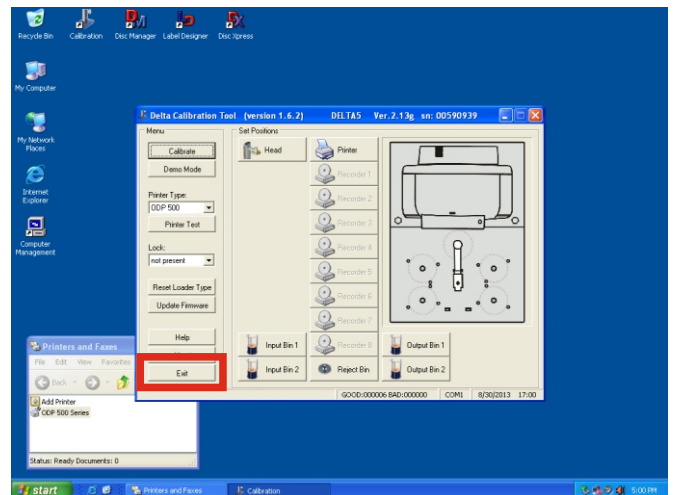 Recycle Bin
Calibration
Disc Manager
Label Designer
Disc Xpress
My Computer
My Network
Places
Internet
Explorer
Computer
Management
Delta Calibration Tool (version 1.6.2) DELTA5 Ver.2.13g sn: 00590939
Menu
Calibrate
Demo Mode
Printer Type:
ODP 500
Printer Test
Lock:
not present
Reset Loader Type
Update Firmware
Help
Exit
Set Positions
Head
Printer
Recorder 1
Recorder 2
Recorder 3
Recorder 4
Recorder 5
Recorder 6
Recorder 7
Input Bin 1
Recorder 8
Output Bin 1
Input Bin 2
Reject Bin
Output Bin 2
GOOD:000006 BAD:000000 COM1 8/30/2013 17:00
Printers and Faxes
File Edit View Favorites
Back
Add Printer
ODP 500 Series
Status: Ready Documents: 0
start
Printers and Faxes
Calibration
5:00 PM